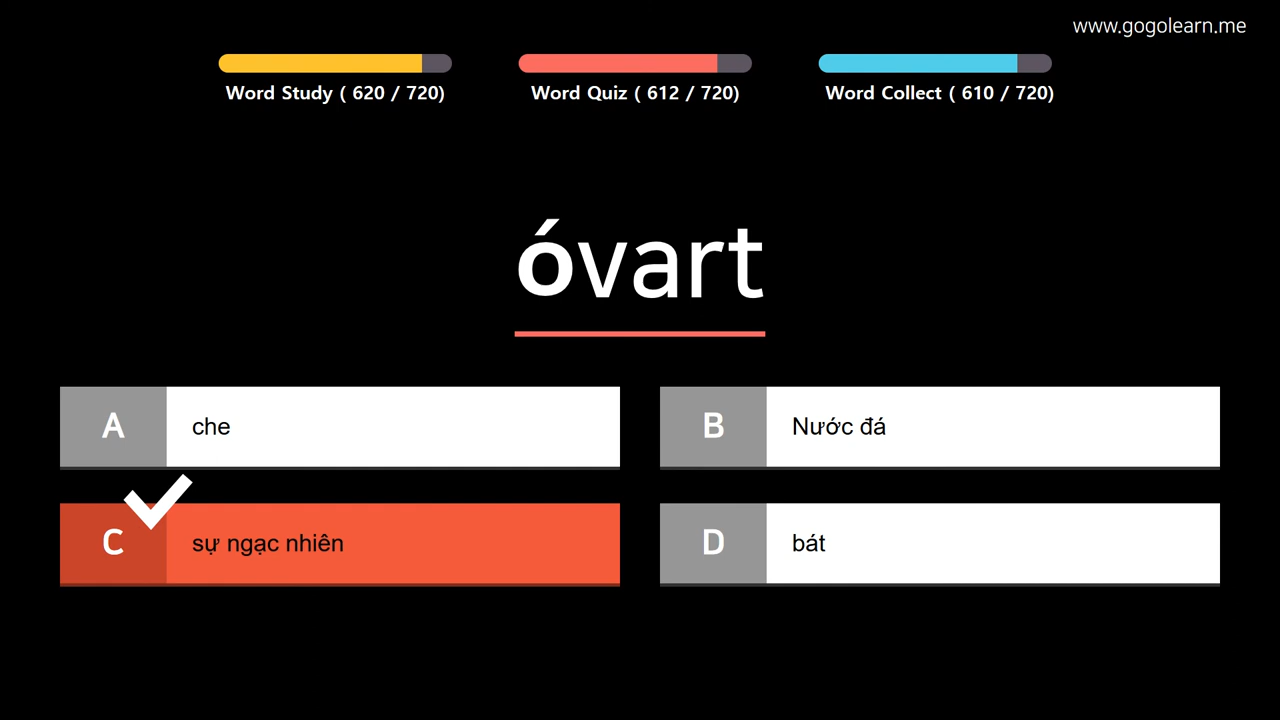 www.gogolearn.me
Word Study ( 620 / 720)
Word Quiz ( 612 / 720)
Word Collect ( 610 / 720)
óvart
A
che
B
Nước đá
C
sự ngạc nhiên
D
bát